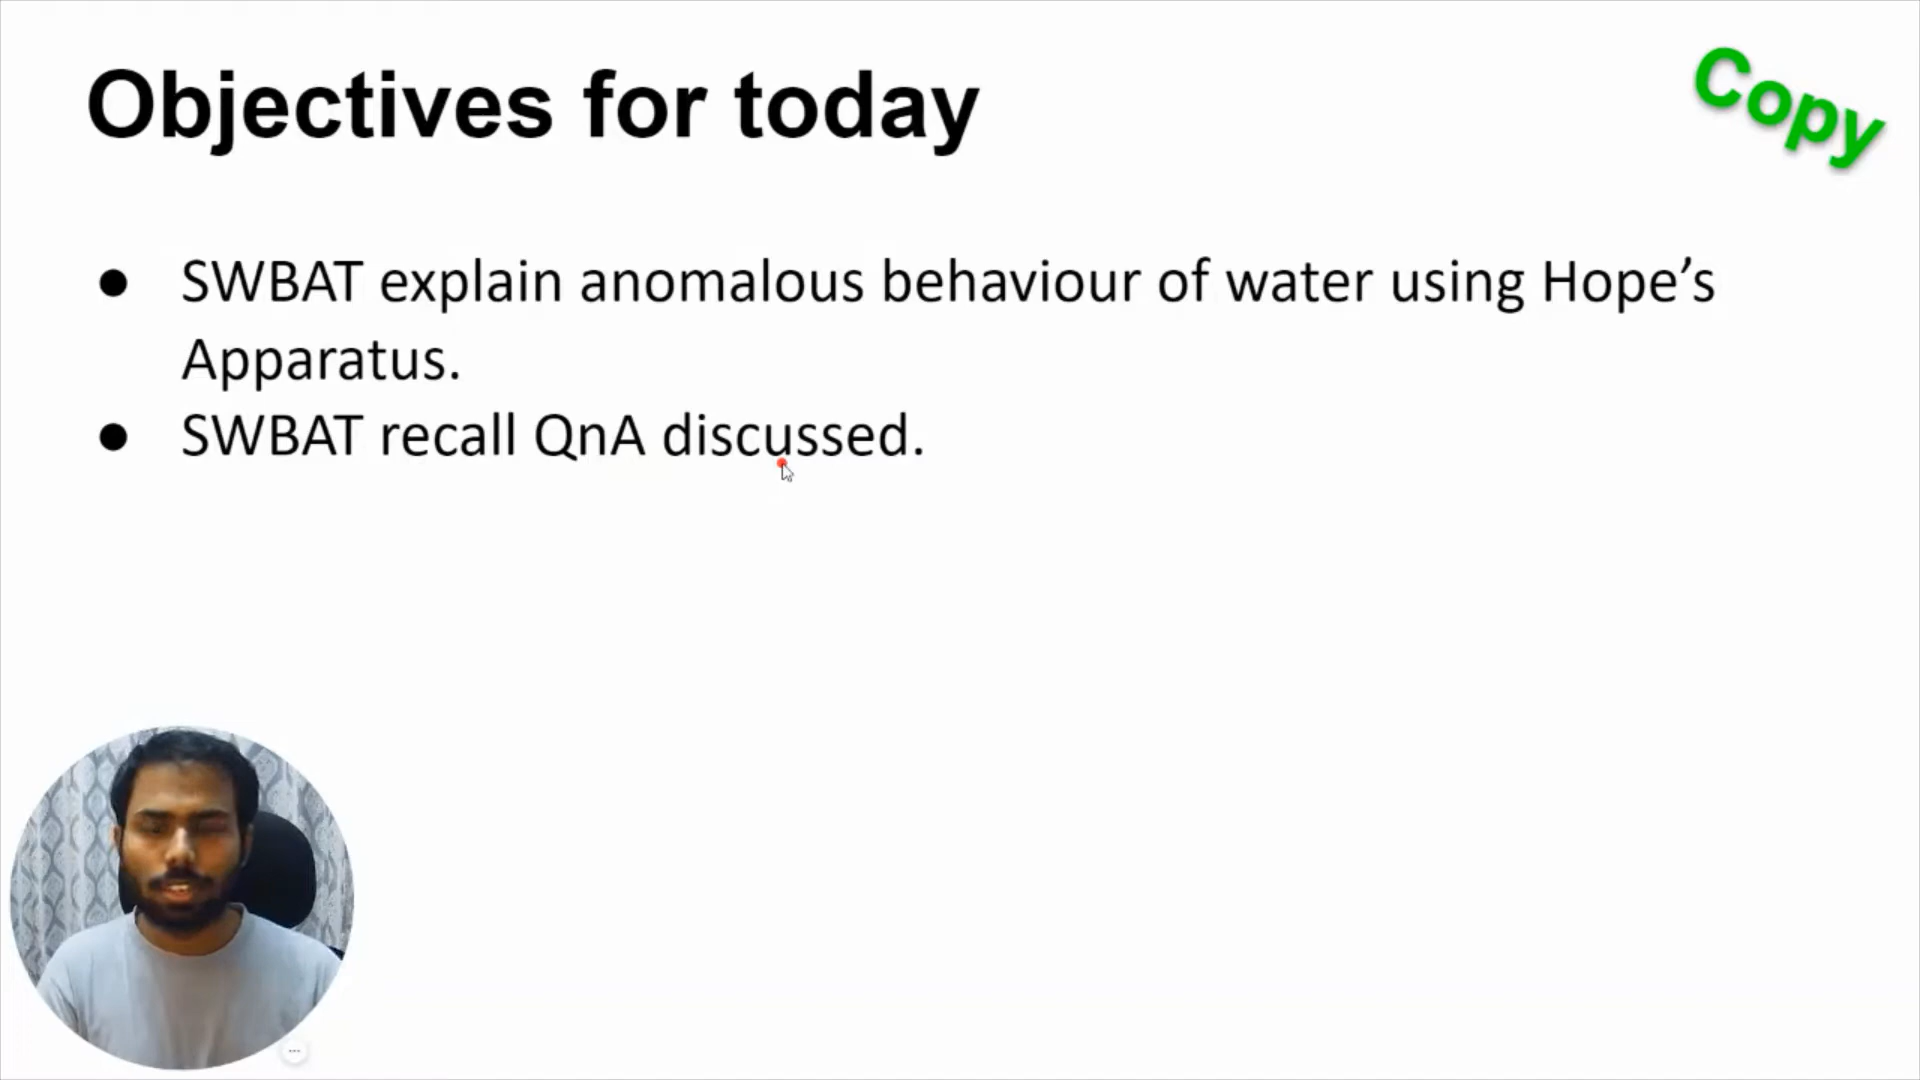 Objectives for today
Copy
● SWBAT explain anomalous behaviour of water using Hope’s
Apparatus.
● SWBAT recall QnA discussed.